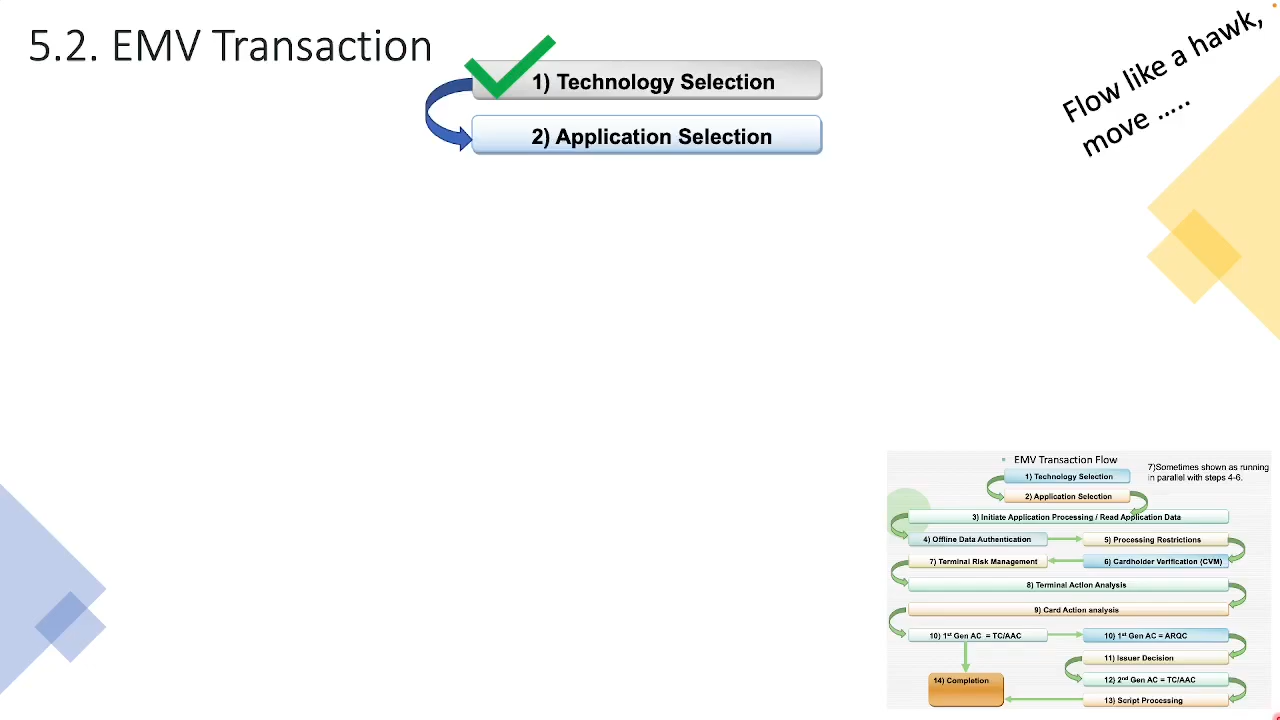 5.2. EMV Transaction
1) Technology Selection
2) Application Selection
Flow like a hawk,
move .....
▪ EMV Transaction Flow
7)Sometimes shown as running
in parallel with steps 4-6.
1) Technology Selection
2) Application Selection
3) Initiate Application Processing / Read Application Data
4) Offline Data Authentication
5) Processing Restrictions
7) Terminal Risk Management
6) Cardholder Verification (CVM)
8) Terminal Action Analysis
9) Card Action analysis
10) 1st Gen AC = TC/AAC
10) 1st Gen AC = ARQC
11) Issuer Decision
14) Completion
12) 2nd Gen AC = TC/AAC
13) Script Processing